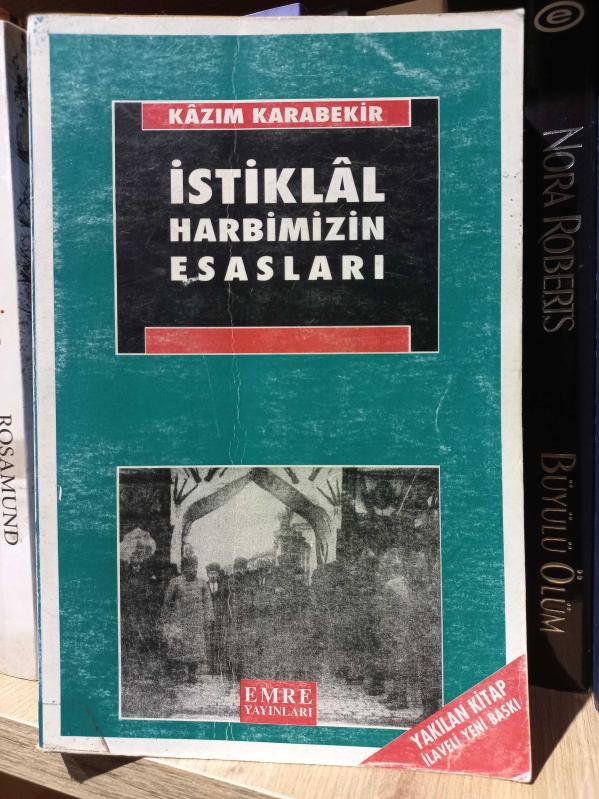 KÂZIM KARABEKİR
İSTİKLÂL
HARBİMİZİN
ESASLARI
EMRE
YAYINLARI
YAKILAN KİTAP
İLAVELİ YENİ BASKI
ROSAMUND
e
NORA ROBERTS
BÜYÜLÜ ÖLÜM